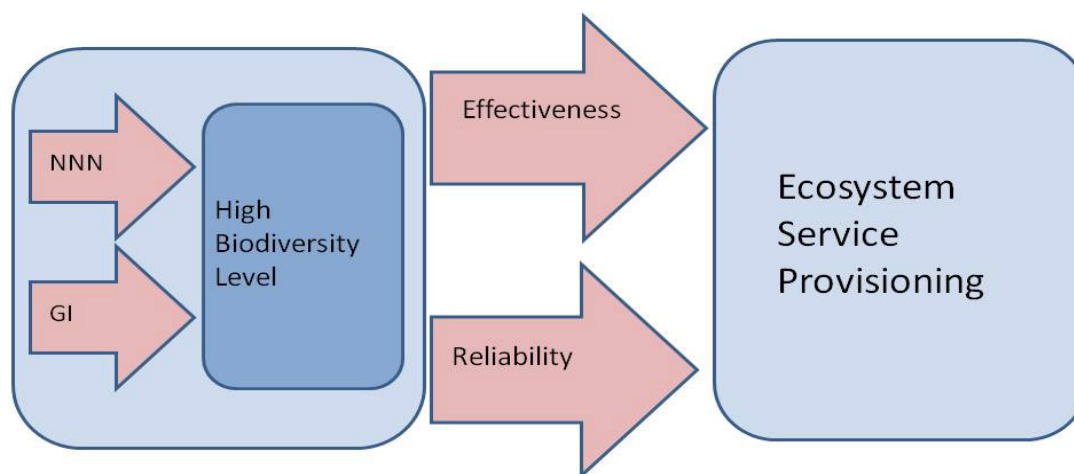 NNN
GI
High
Biodiversity
Level
Effectiveness
Reliability
Ecosystem
Service
Provisioning